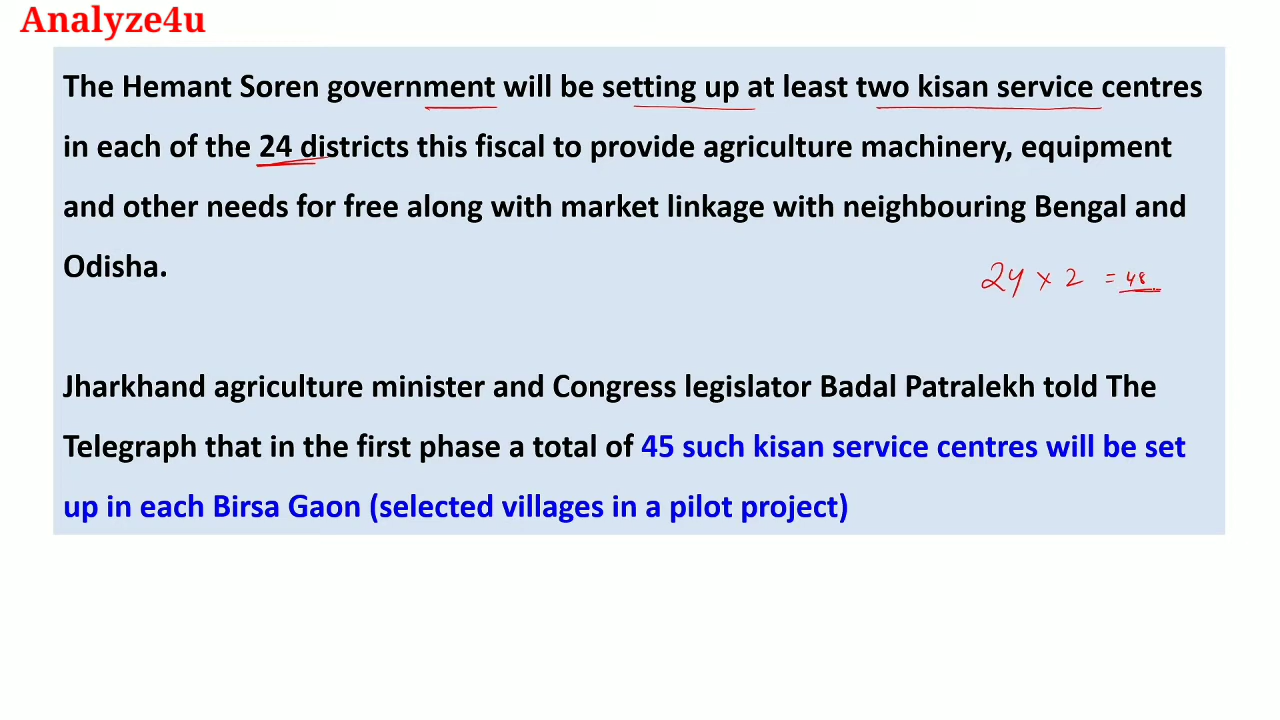 Analyze4u
The Hemant Soren government will be setting up at least two kisan service centres
in each of the 24 districts this fiscal to provide agriculture machinery, equipment
and other needs for free along with market linkage with neighbouring Bengal and
Odisha.
24 x 2 = 48
Jharkhand agriculture minister and Congress legislator Badal Patralekh told The
Telegraph that in the first phase a total of 45 such kisan service centres will be set
up in each Birsa Gaon (selected villages in a pilot project)